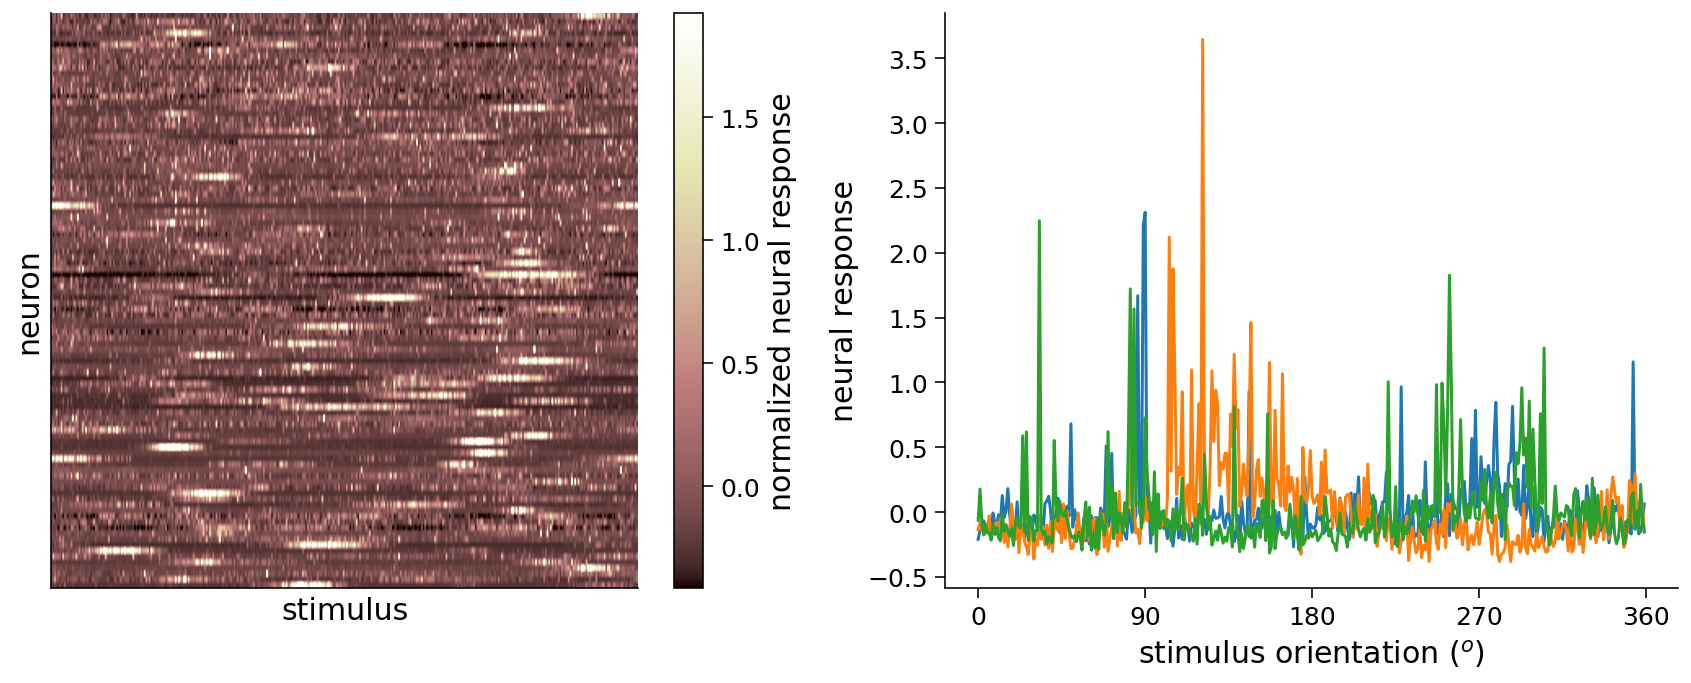 neuron
stimulus
1.5
1.0
0.5
0.0
normalized neural response
neural response
3.5
3.0
2.5
2.0
1.5
1.0
0.5
0.0
−0.5
0 90 180 270 360
stimulus orientation (o)